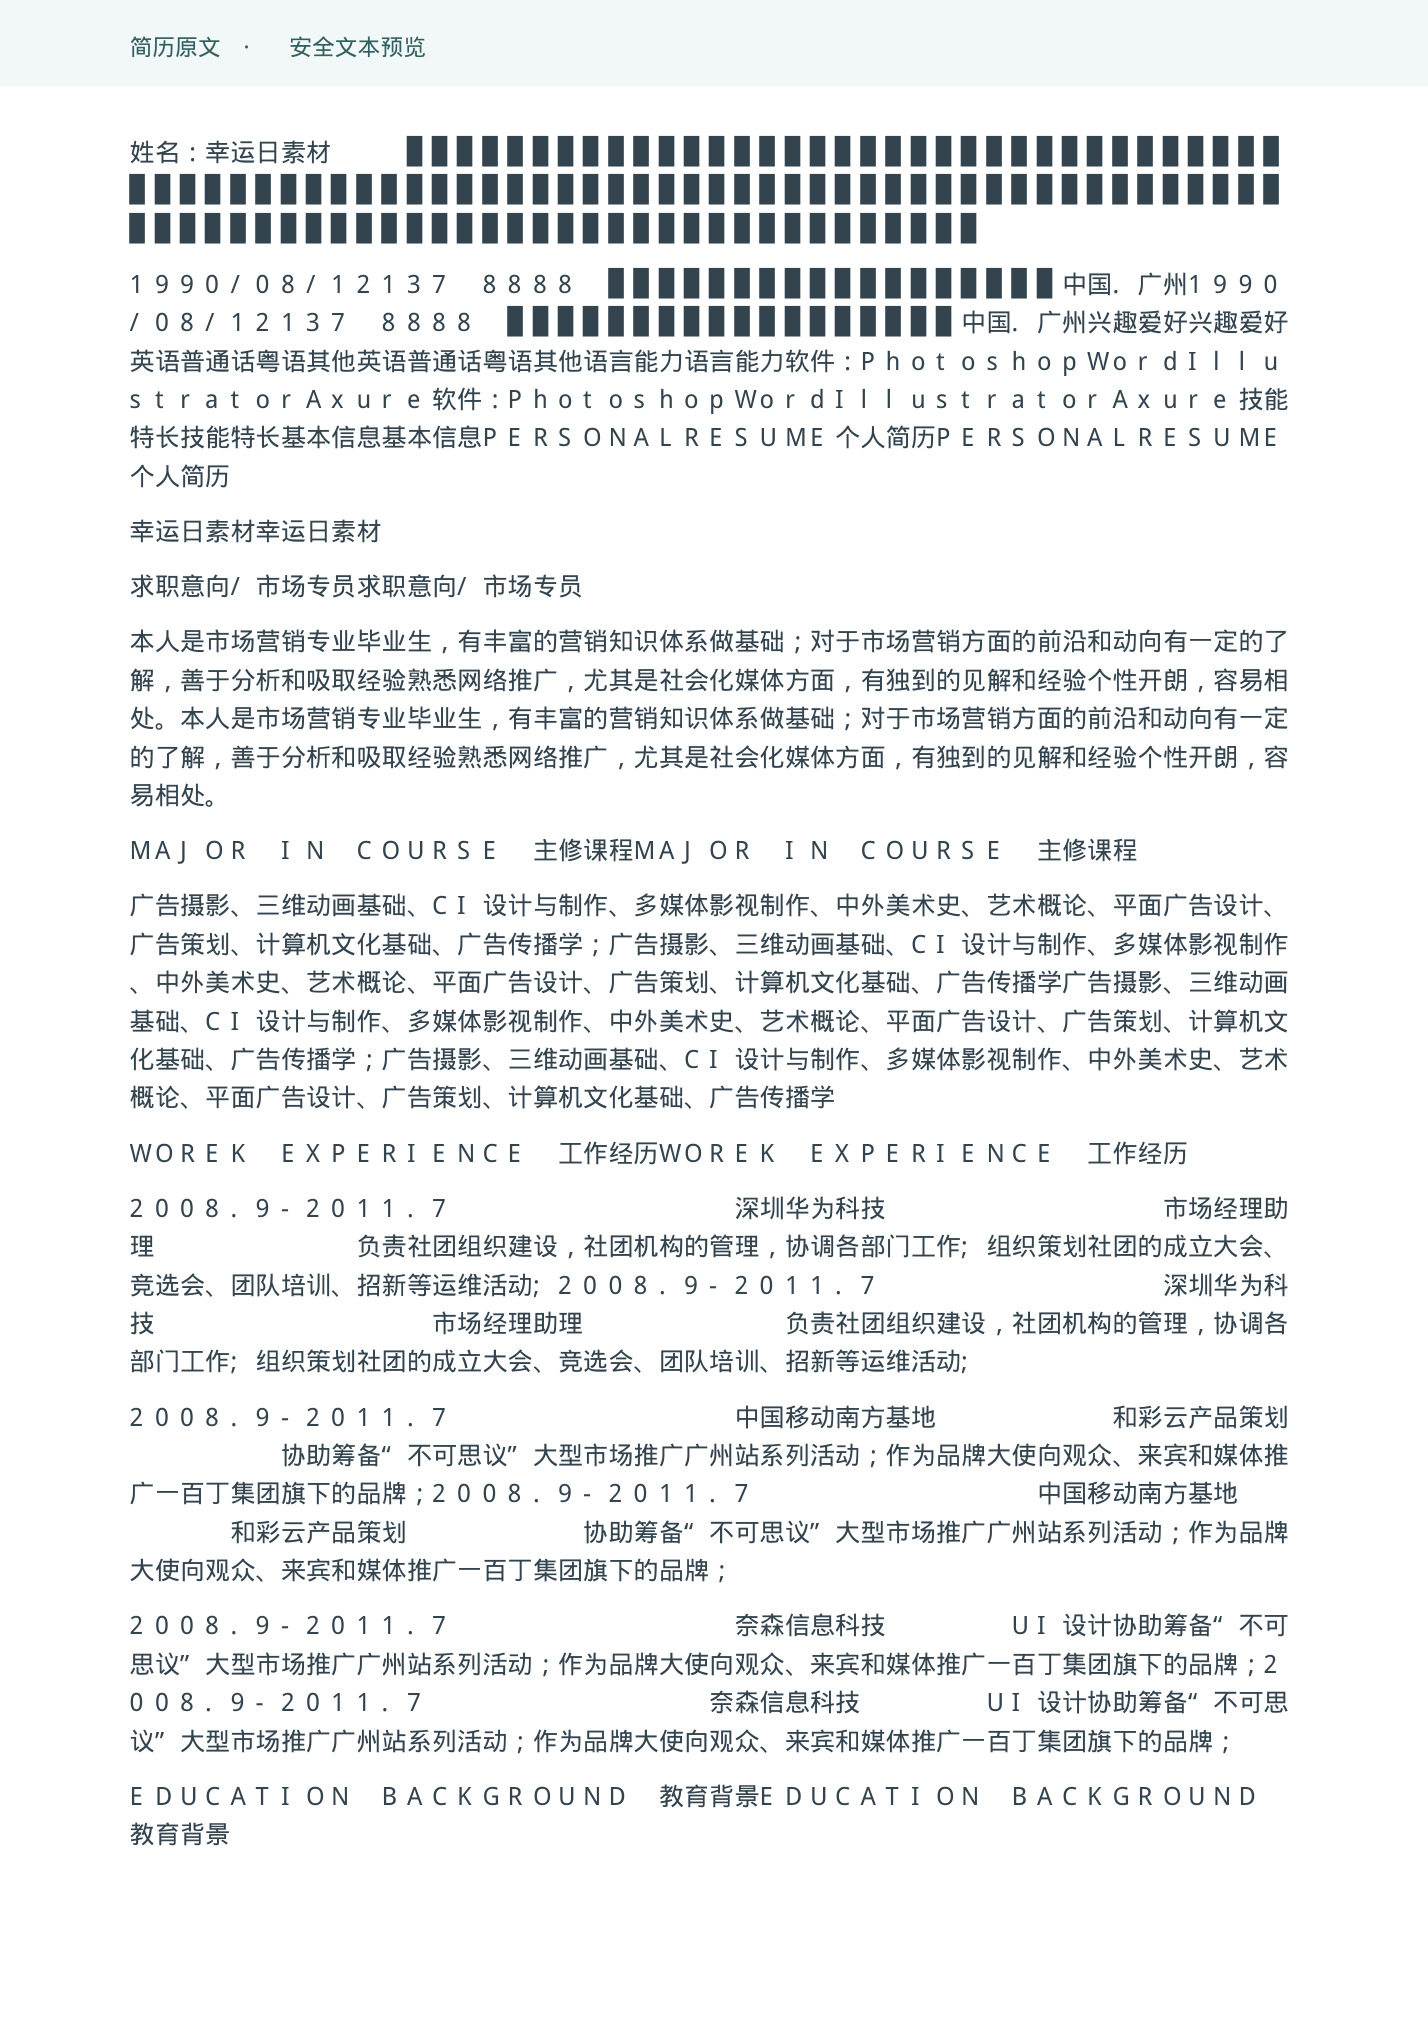 简历原文 · 安全文本预览
姓名：幸运日素材
1990/08/12137 8888 中国. 广州1990
/08/12137 8888 中国. 广州兴趣爱好兴趣爱好
英语普通话粤语其他英语普通话粤语其他语言能力语言能力软件：PhotoshopWordIllu
stratorAxure软件：PhotoshopWordIllustratorAxure技能
特长技能特长基本信息基本信息PERSONALRESUME个人简历PERSONALRESUME
个人简历
幸运日素材幸运日素材
求职意向/ 市场专员求职意向/ 市场专员
本人是市场营销专业毕业生，有丰富的营销知识体系做基础；对于市场营销方面的前沿和动向有一定的了
解，善于分析和吸取经验熟悉网络推广，尤其是社会化媒体方面，有独到的见解和经验个性开朗，容易相
处。本人是市场营销专业毕业生，有丰富的营销知识体系做基础；对于市场营销方面的前沿和动向有一定
的了解，善于分析和吸取经验熟悉网络推广，尤其是社会化媒体方面，有独到的见解和经验个性开朗，容
易相处。
MAJOR IN COURSE 主修课程MAJOR IN COURSE 主修课程
广告摄影、三维动画基础、CI 设计与制作、多媒体影视制作、中外美术史、艺术概论、平面广告设计、
广告策划、计算机文化基础、广告传播学；广告摄影、三维动画基础、CI 设计与制作、多媒体影视制作
、中外美术史、艺术概论、平面广告设计、广告策划、计算机文化基础、广告传播学广告摄影、三维动画
基础、CI 设计与制作、多媒体影视制作、中外美术史、艺术概论、平面广告设计、广告策划、计算机文
化基础、广告传播学；广告摄影、三维动画基础、CI 设计与制作、多媒体影视制作、中外美术史、艺术
概论、平面广告设计、广告策划、计算机文化基础、广告传播学
WOREK EXPERIENCE 工作经历WOREK EXPERIENCE 工作经历
2008.9-2011.7 深圳华为科技 市场经理助
理 负责社团组织建设，社团机构的管理，协调各部门工作; 组织策划社团的成立大会、
竞选会、团队培训、招新等运维活动; 2008.9-2011.7 深圳华为科
技 市场经理助理 负责社团组织建设，社团机构的管理，协调各
部门工作; 组织策划社团的成立大会、竞选会、团队培训、招新等运维活动;
2008.9-2011.7 中国移动南方基地 和彩云产品策划
协助筹备“ 不可思议” 大型市场推广广州站系列活动；作为品牌大使向观众、来宾和媒体推
广一百丁集团旗下的品牌；2008.9-2011.7 中国移动南方基地
和彩云产品策划 协助筹备“ 不可思议” 大型市场推广广州站系列活动；作为品牌
大使向观众、来宾和媒体推广一百丁集团旗下的品牌；
2008.9-2011.7 奈森信息科技 UI 设计协助筹备“ 不可
思议” 大型市场推广广州站系列活动；作为品牌大使向观众、来宾和媒体推广一百丁集团旗下的品牌；2
008.9-2011.7 奈森信息科技 UI 设计协助筹备“ 不可思
议” 大型市场推广广州站系列活动；作为品牌大使向观众、来宾和媒体推广一百丁集团旗下的品牌；
EDUCATION BACKGROUND 教育背景EDUCATION BACKGROUND
教育背景